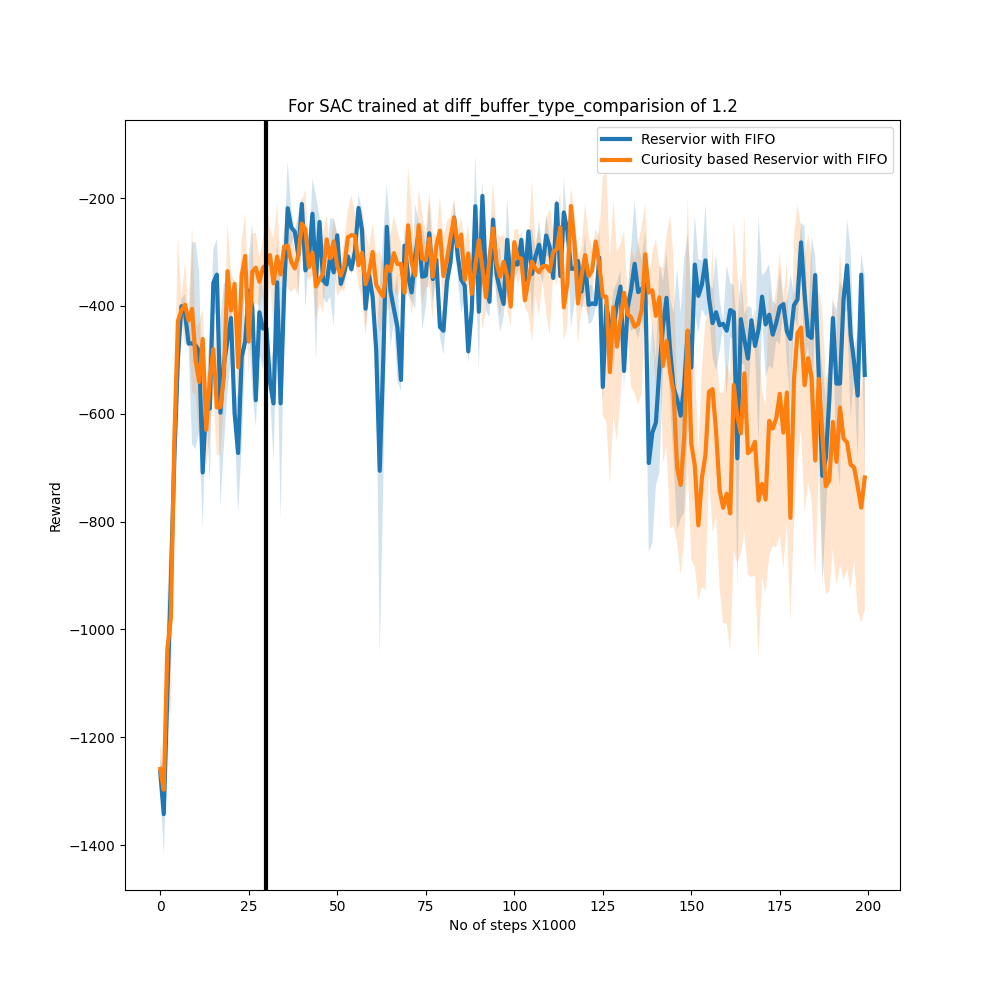 For SAC trained at diff_buffer_type_comparision of 1.2
Reservior with FIFO
Curiosity based Reservior with FIFO
Reward
−200
−400
−600
−800
−1000
−1200
−1400
0 25 50 75 100 125 150 175 200
No of steps X1000